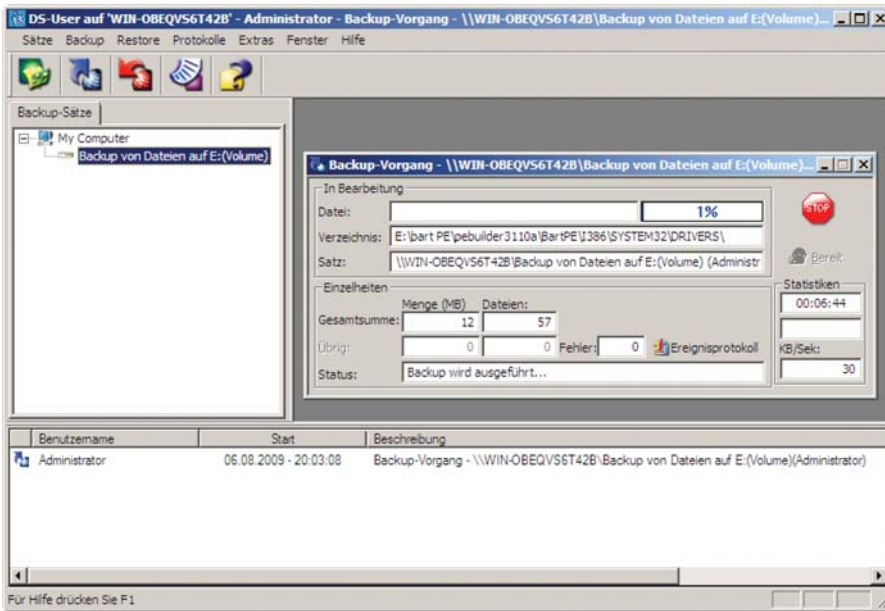 DS-User auf 'WIN-OBEQVS6T42B' - Administrator - Backup-Vorgang - \\WIN-OBEQVS6T42B\Backup von Dateien auf E:(Volume)...
Sätze Backup Restore Protokolle Extras Fenster Hilfe
Backup-Sätze
My Computer
Backup von Dateien auf E:(Volume)
Backup-Vorgang - \\WIN-OBEQVS6T42B\Backup von Dateien auf E:(Volume)...
In Bearbeitung
Datei: 1%
STOP
Verzeichnis: E:\bart PE\pebuilder3110a\BartPE\I386\SYSTEM32\DRIVERS\
Satz: \\WIN-OBEQVS6T42B\Backup von Dateien auf E:(Volume) (Administr
Bereit
Einzelheiten
Menge (MB) Dateien:
Gesamtsumme: 12 57
Übrig: 0 0 Fehler: 0 Ereignisprotokoll
Status: Backup wird ausgeführt...
Statistiken
00:06:44
KB/Sek:
30
Benutzername Start Beschreibung
Administrator 06.08.2009 - 20:03:08 Backup-Vorgang - \\WIN-OBEQVS6T42B\Backup von Dateien auf E:(Volume)(Administrator)
Für Hilfe drücken Sie F1